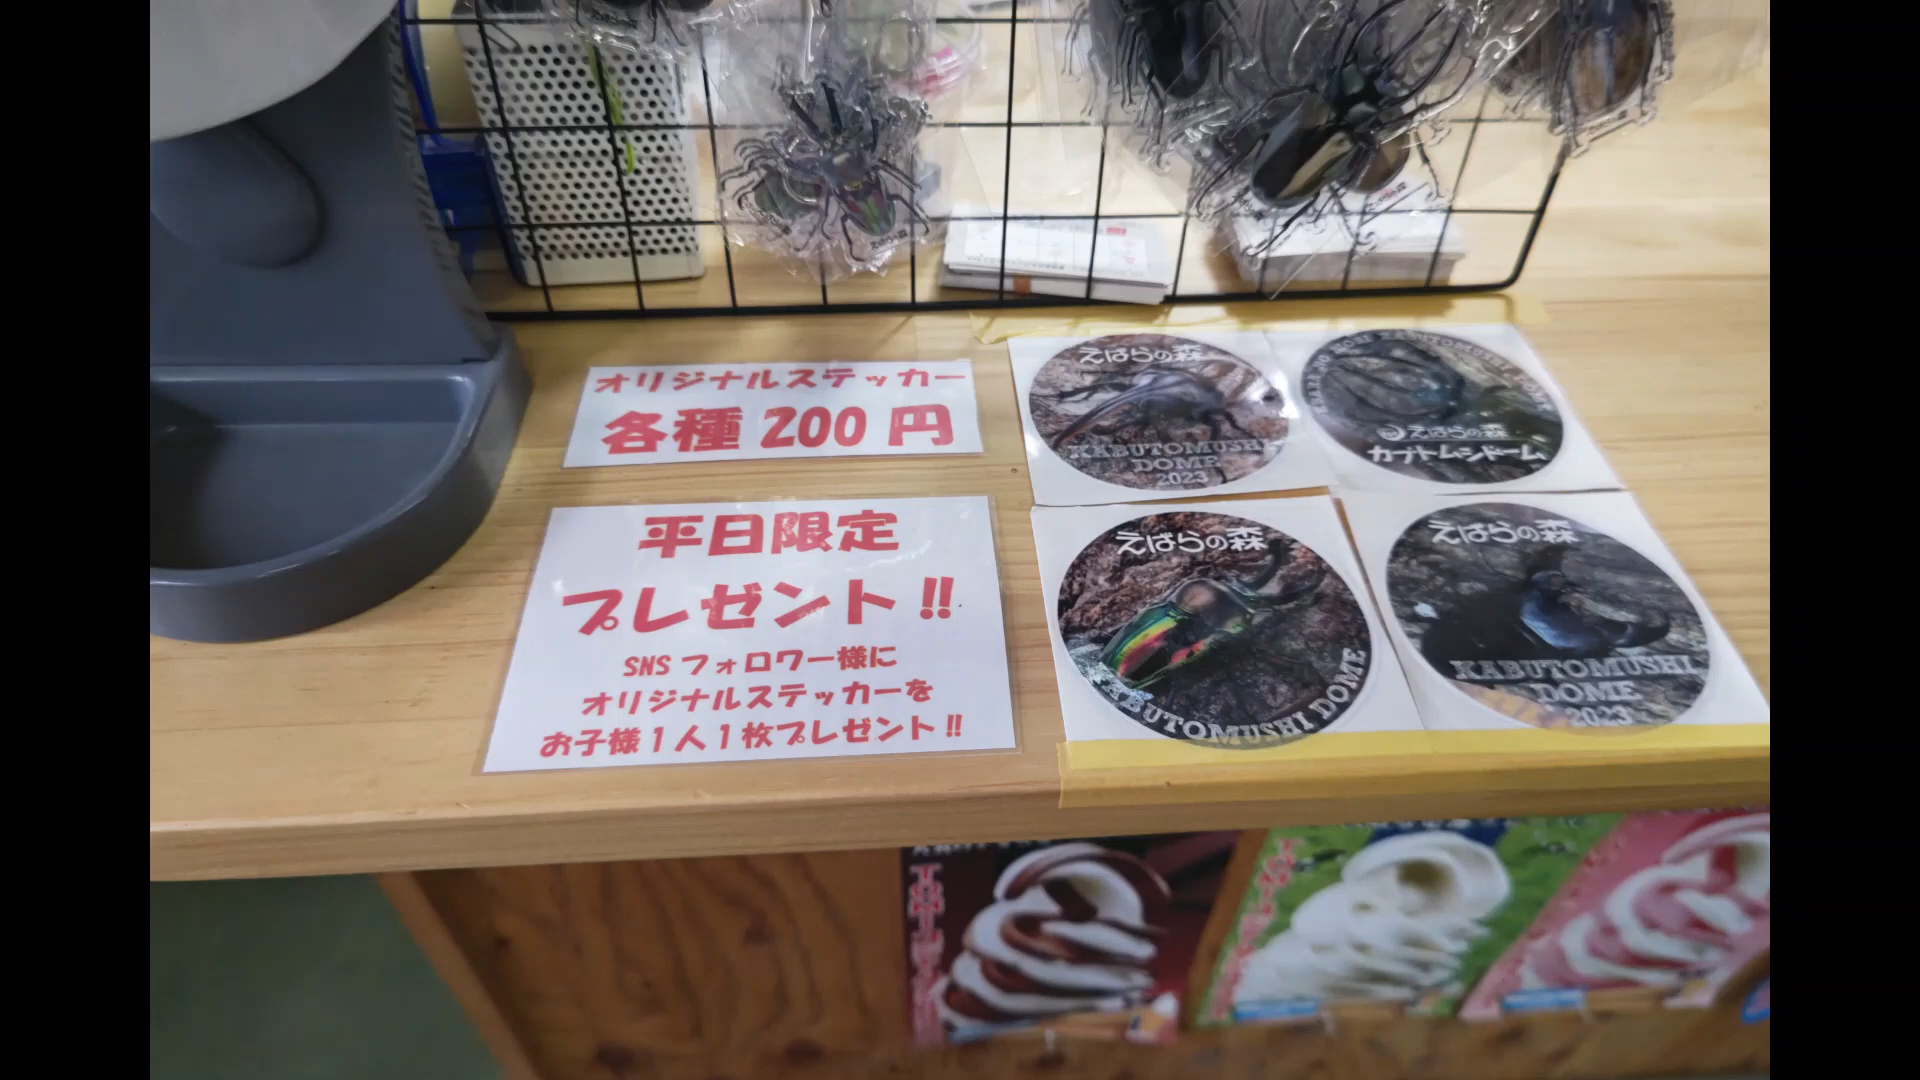 オリジナルステッカー
各種 200 円
平日限定
プレゼント!!
SNS フォロワー様に
オリジナルステッカーを
お子様1人1枚プレゼント!!
えばらの森
KABUTOMUSHI
DOME
2023
えばらの森
カブトムシドーム
えばらの森
KABUTOMUSHI DOME
えばらの森
KABUTOMUSHI
DOME
2023